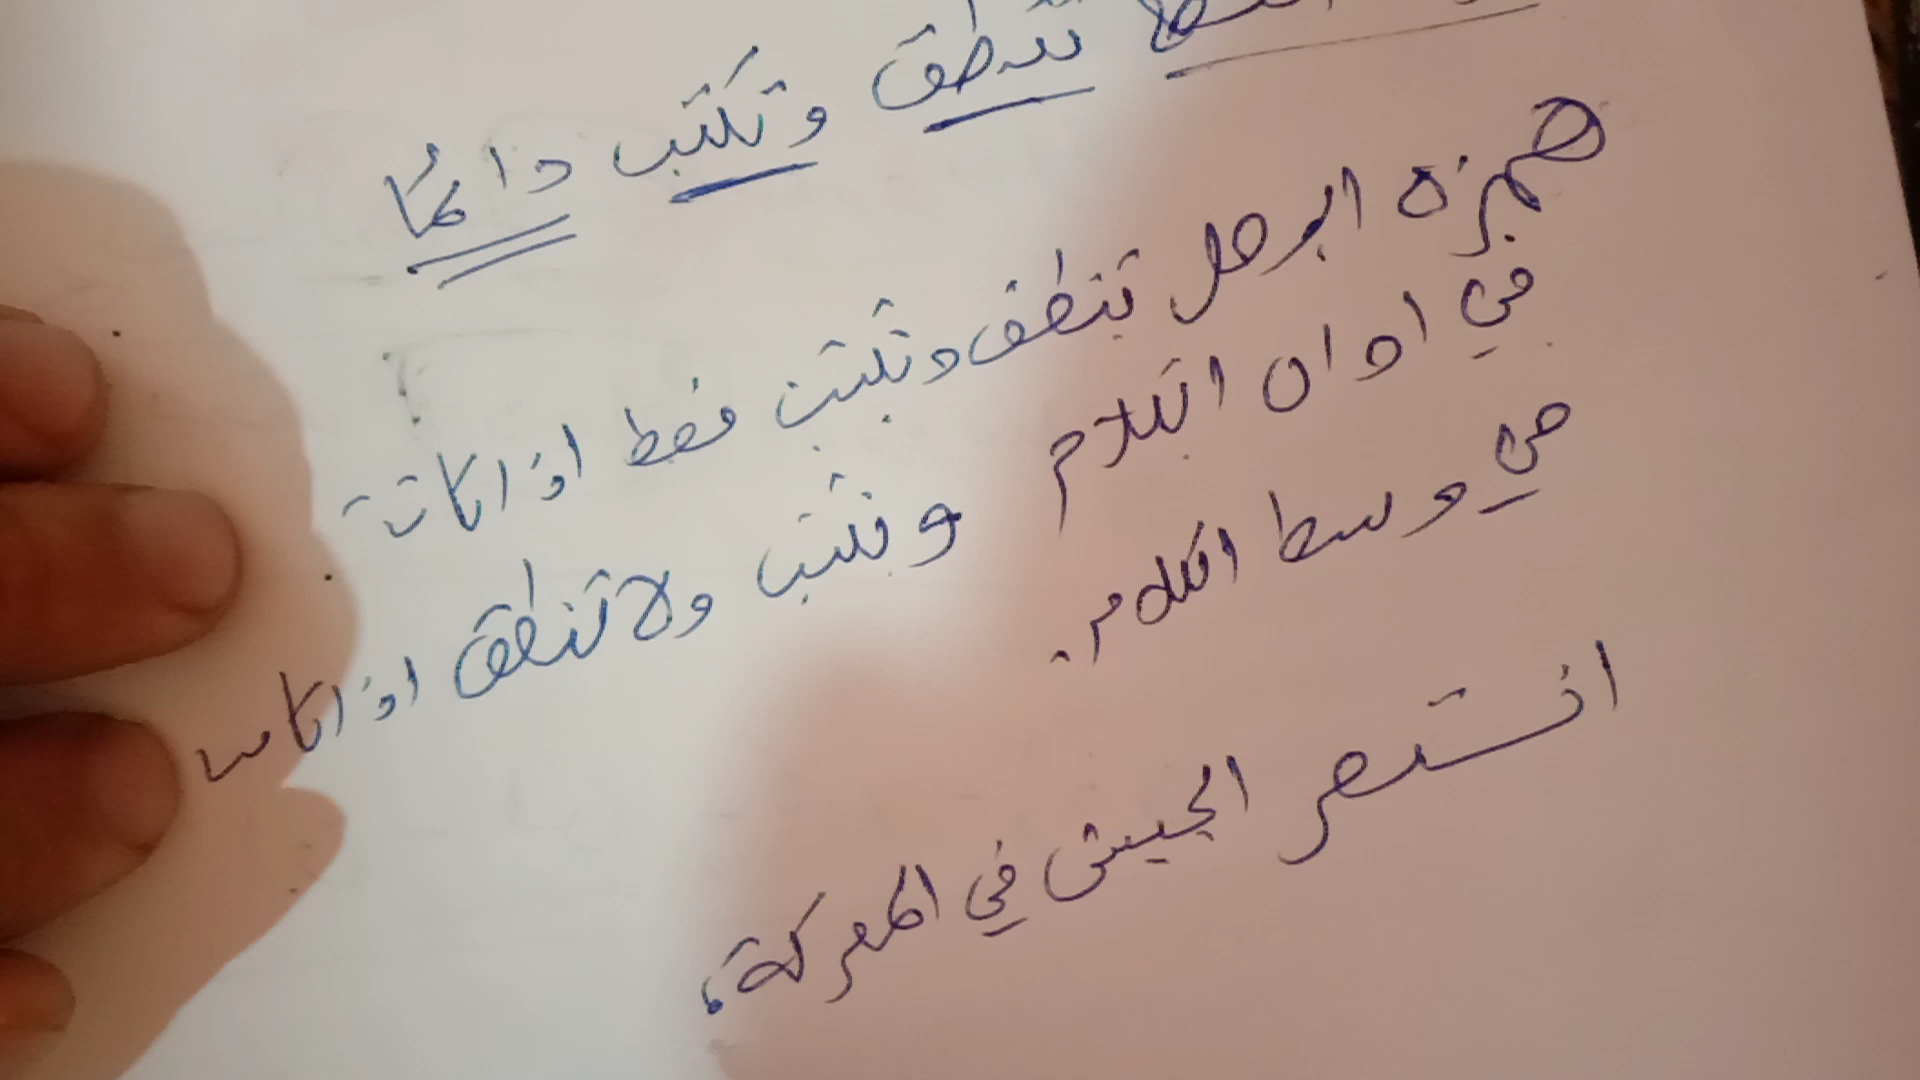 تنطق وتكتب دائمًا
همزة الوصل تنطق وتكتب فقط اذا كانت
في اول الكلام وتكتب ولا تنطق اذا كانت
في وسط الكلام.
انتصر الجيش في المعركة،